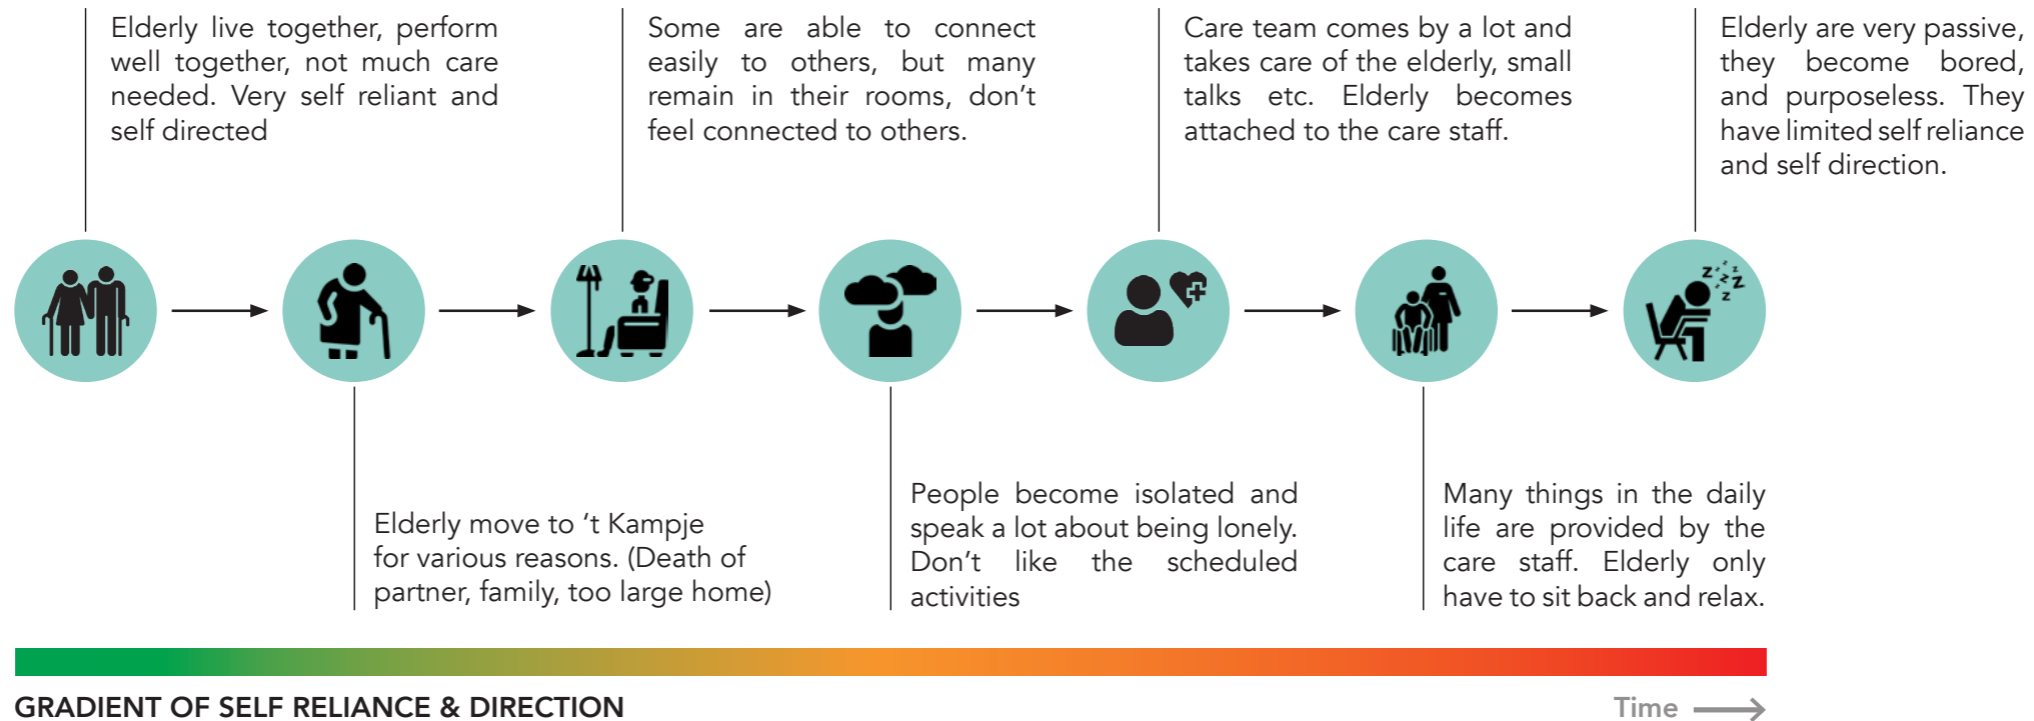 Elderly live together, perform
well together, not much care
needed. Very self reliant and
self directed
Some are able to connect
easily to others, but many
remain in their rooms, don’t
feel connected to others.
Care team comes by a lot and
takes care of the elderly, small
talks etc. Elderly becomes
attached to the care staff.
Elderly are very passive,
they become bored,
and purposeless. They
have limited self reliance
and self direction.
Elderly move to ‘t Kampje
for various reasons. (Death of
partner, family, too large home)
People become isolated and
speak a lot about being lonely.
Don’t like the scheduled
activities
Many things in the daily
life are provided by the
care staff. Elderly only
have to sit back and relax.
GRADIENT OF SELF RELIANCE & DIRECTION
Time